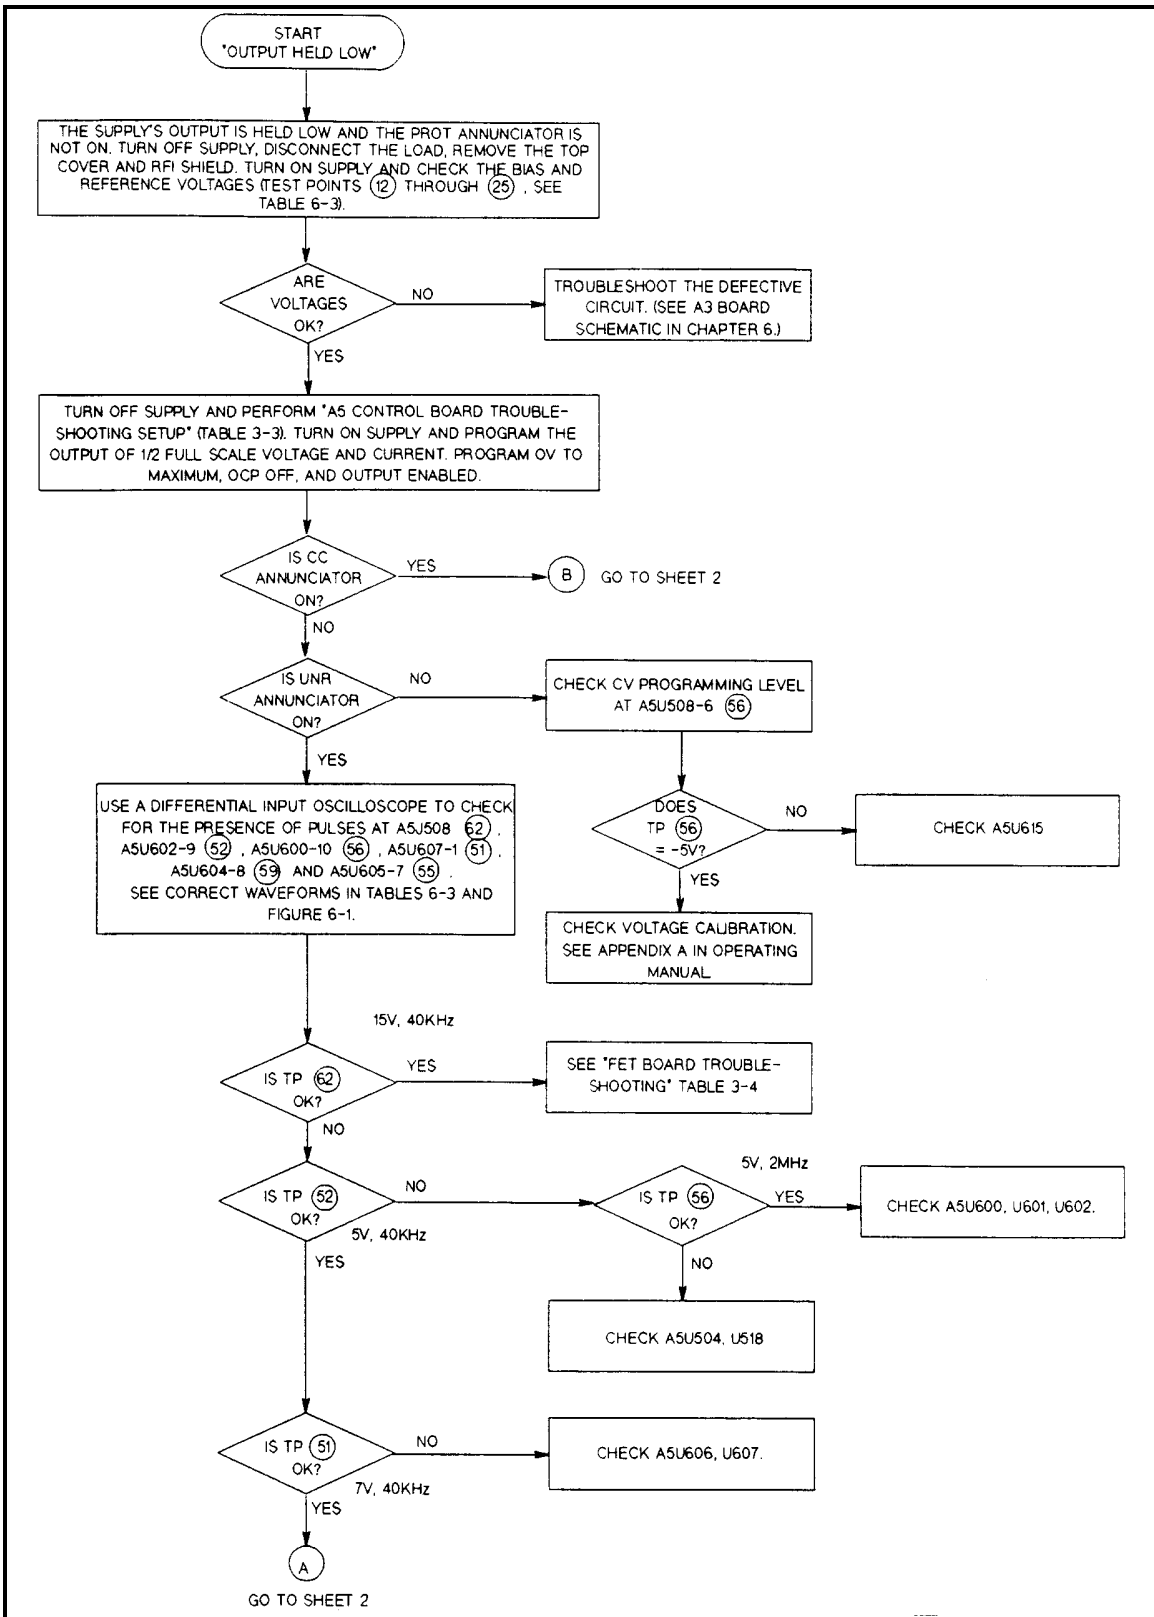 START
"OUTPUT HELD LOW"
THE SUPPLY'S OUTPUT IS HELD LOW AND THE PROT ANNUNCIATOR IS
NOT ON. TURN OFF SUPPLY, DISCONNECT THE LOAD, REMOVE THE TOP
COVER AND RFI SHIELD. TURN ON SUPPLY AND CHECK THE BIAS AND
REFERENCE VOLTAGES (TEST POINTS 12 THROUGH 25 , SEE
TABLE 6-3).
ARE
VOLTAGES
OK?
NO
TROUBLESHOOT THE DEFECTIVE
CIRCUIT. (SEE A3 BOARD
SCHEMATIC IN CHAPTER 6.)
YES
TURN OFF SUPPLY AND PERFORM "A5 CONTROL BOARD TROUBLE-
SHOOTING SETUP" (TABLE 3-3). TURN ON SUPPLY AND PROGRAM THE
OUTPUT OF 1/2 FULL SCALE VOLTAGE AND CURRENT. PROGRAM OV TO
MAXIMUM, OCP OFF, AND OUTPUT ENABLED.
IS CC
ANNUNCIATOR
ON?
YES
B GO TO SHEET 2
NO
IS UNR
ANNUNCIATOR
ON?
NO
CHECK CV PROGRAMMING LEVEL
AT A5U508-6 56
YES
USE A DIFFERENTIAL INPUT OSCILLOSCOPE TO CHECK
FOR THE PRESENCE OF PULSES AT A5J508 62 ,
A5U602-9 52 , A5U600-10 56 , A5U607-1 51 ,
A5U604-8 59 AND A5U605-7 55 .
SEE CORRECT WAVEFORMS IN TABLES 6-3 AND
FIGURE 6-1.
DOES
TP 56
= -5V?
NO
CHECK A5U615
YES
CHECK VOLTAGE CALIBRATION.
SEE APPENDIX A IN OPERATING
MANUAL
15V, 40KHz
IS TP 62
OK?
YES
SEE "FET BOARD TROUBLE-
SHOOTING" TABLE 3-4
NO
IS TP 52
OK?
5V, 40KHz
NO
IS TP 56
OK?
5V, 2MHz
YES
CHECK A5U600, U601, U602.
NO
CHECK A5U504, U518
YES
IS TP 51
OK?
7V, 40KHz
NO
CHECK A5U606, U607.
YES
A
GO TO SHEET 2